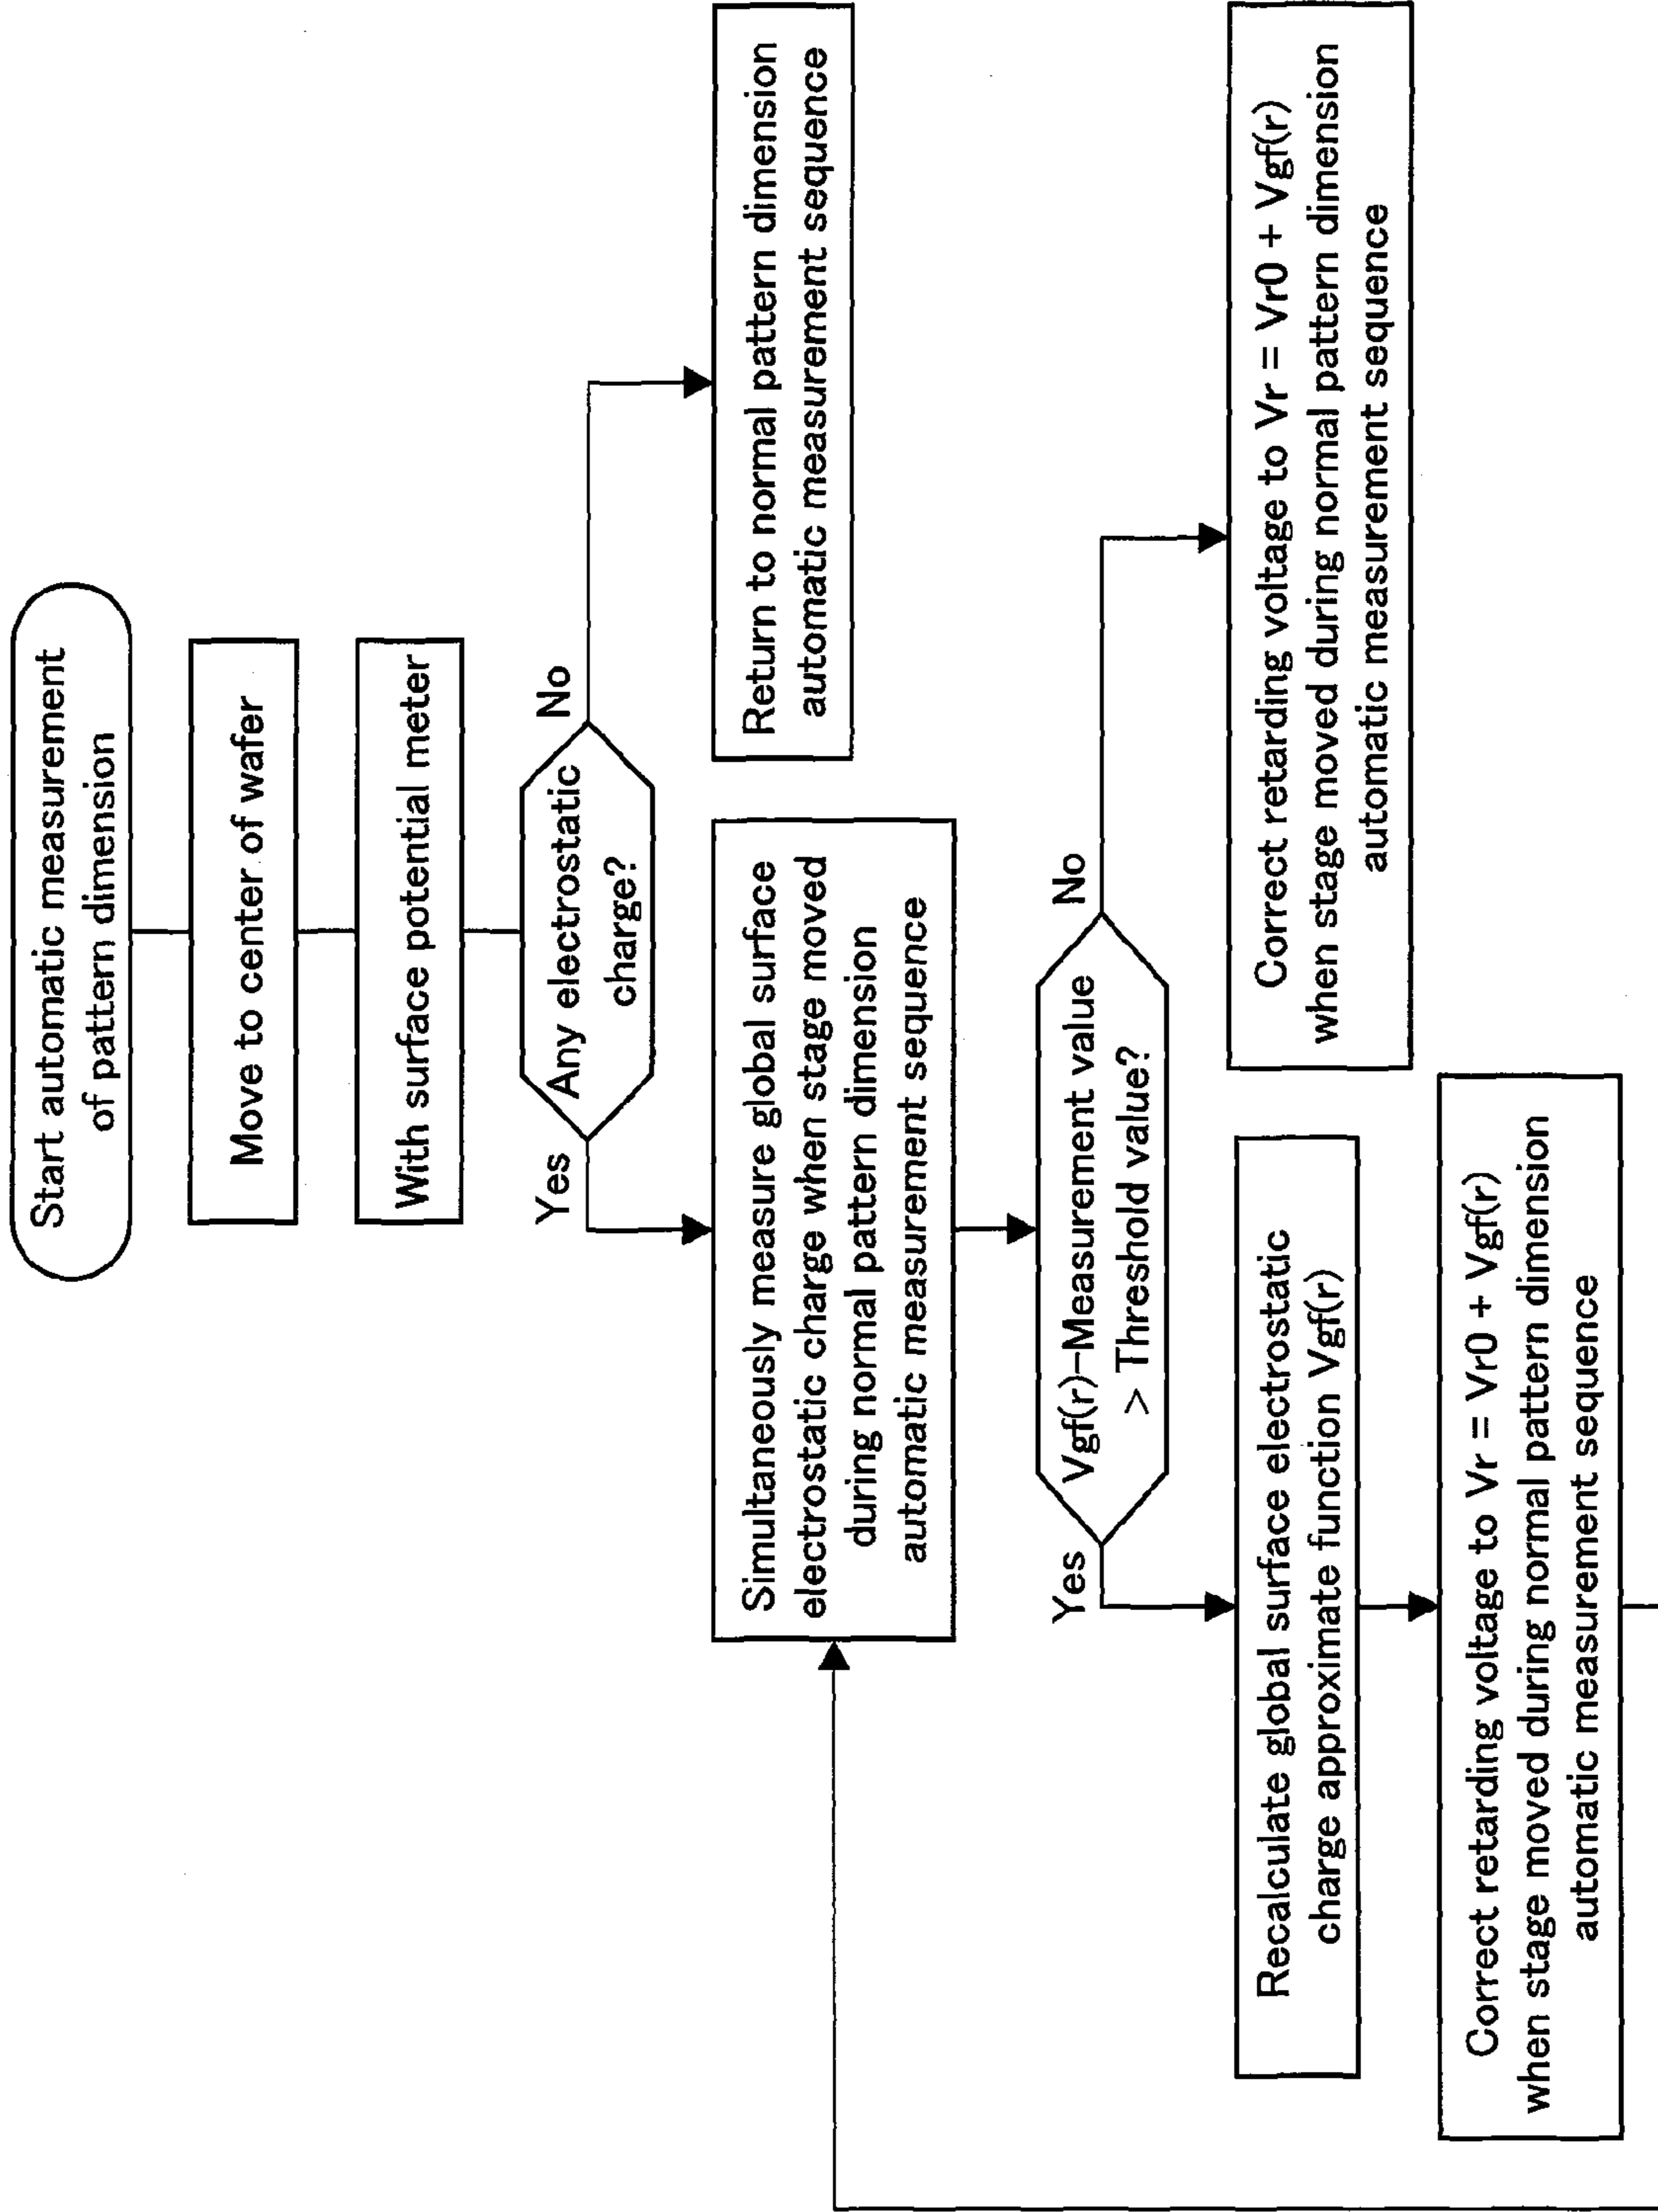 Start automatic measurement
of pattern dimension
Move to center of wafer
With surface potential meter
Any electrostatic
charge?
Yes
No
Return to normal pattern dimension
automatic measurement sequence
Simultaneously measure global surface
electrostatic charge when stage moved
during normal pattern dimension
automatic measurement sequence
Vgf(r)–Measurement value
> Threshold value?
Yes
No
Correct retarding voltage to Vr = Vr0 + Vgf(r)
when stage moved during normal pattern dimension
automatic measurement sequence
Recalculate global surface electrostatic
charge approximate function Vgf(r)
Correct retarding voltage to Vr = Vr0 + Vgf(r)
when stage moved during normal pattern dimension
automatic measurement sequence